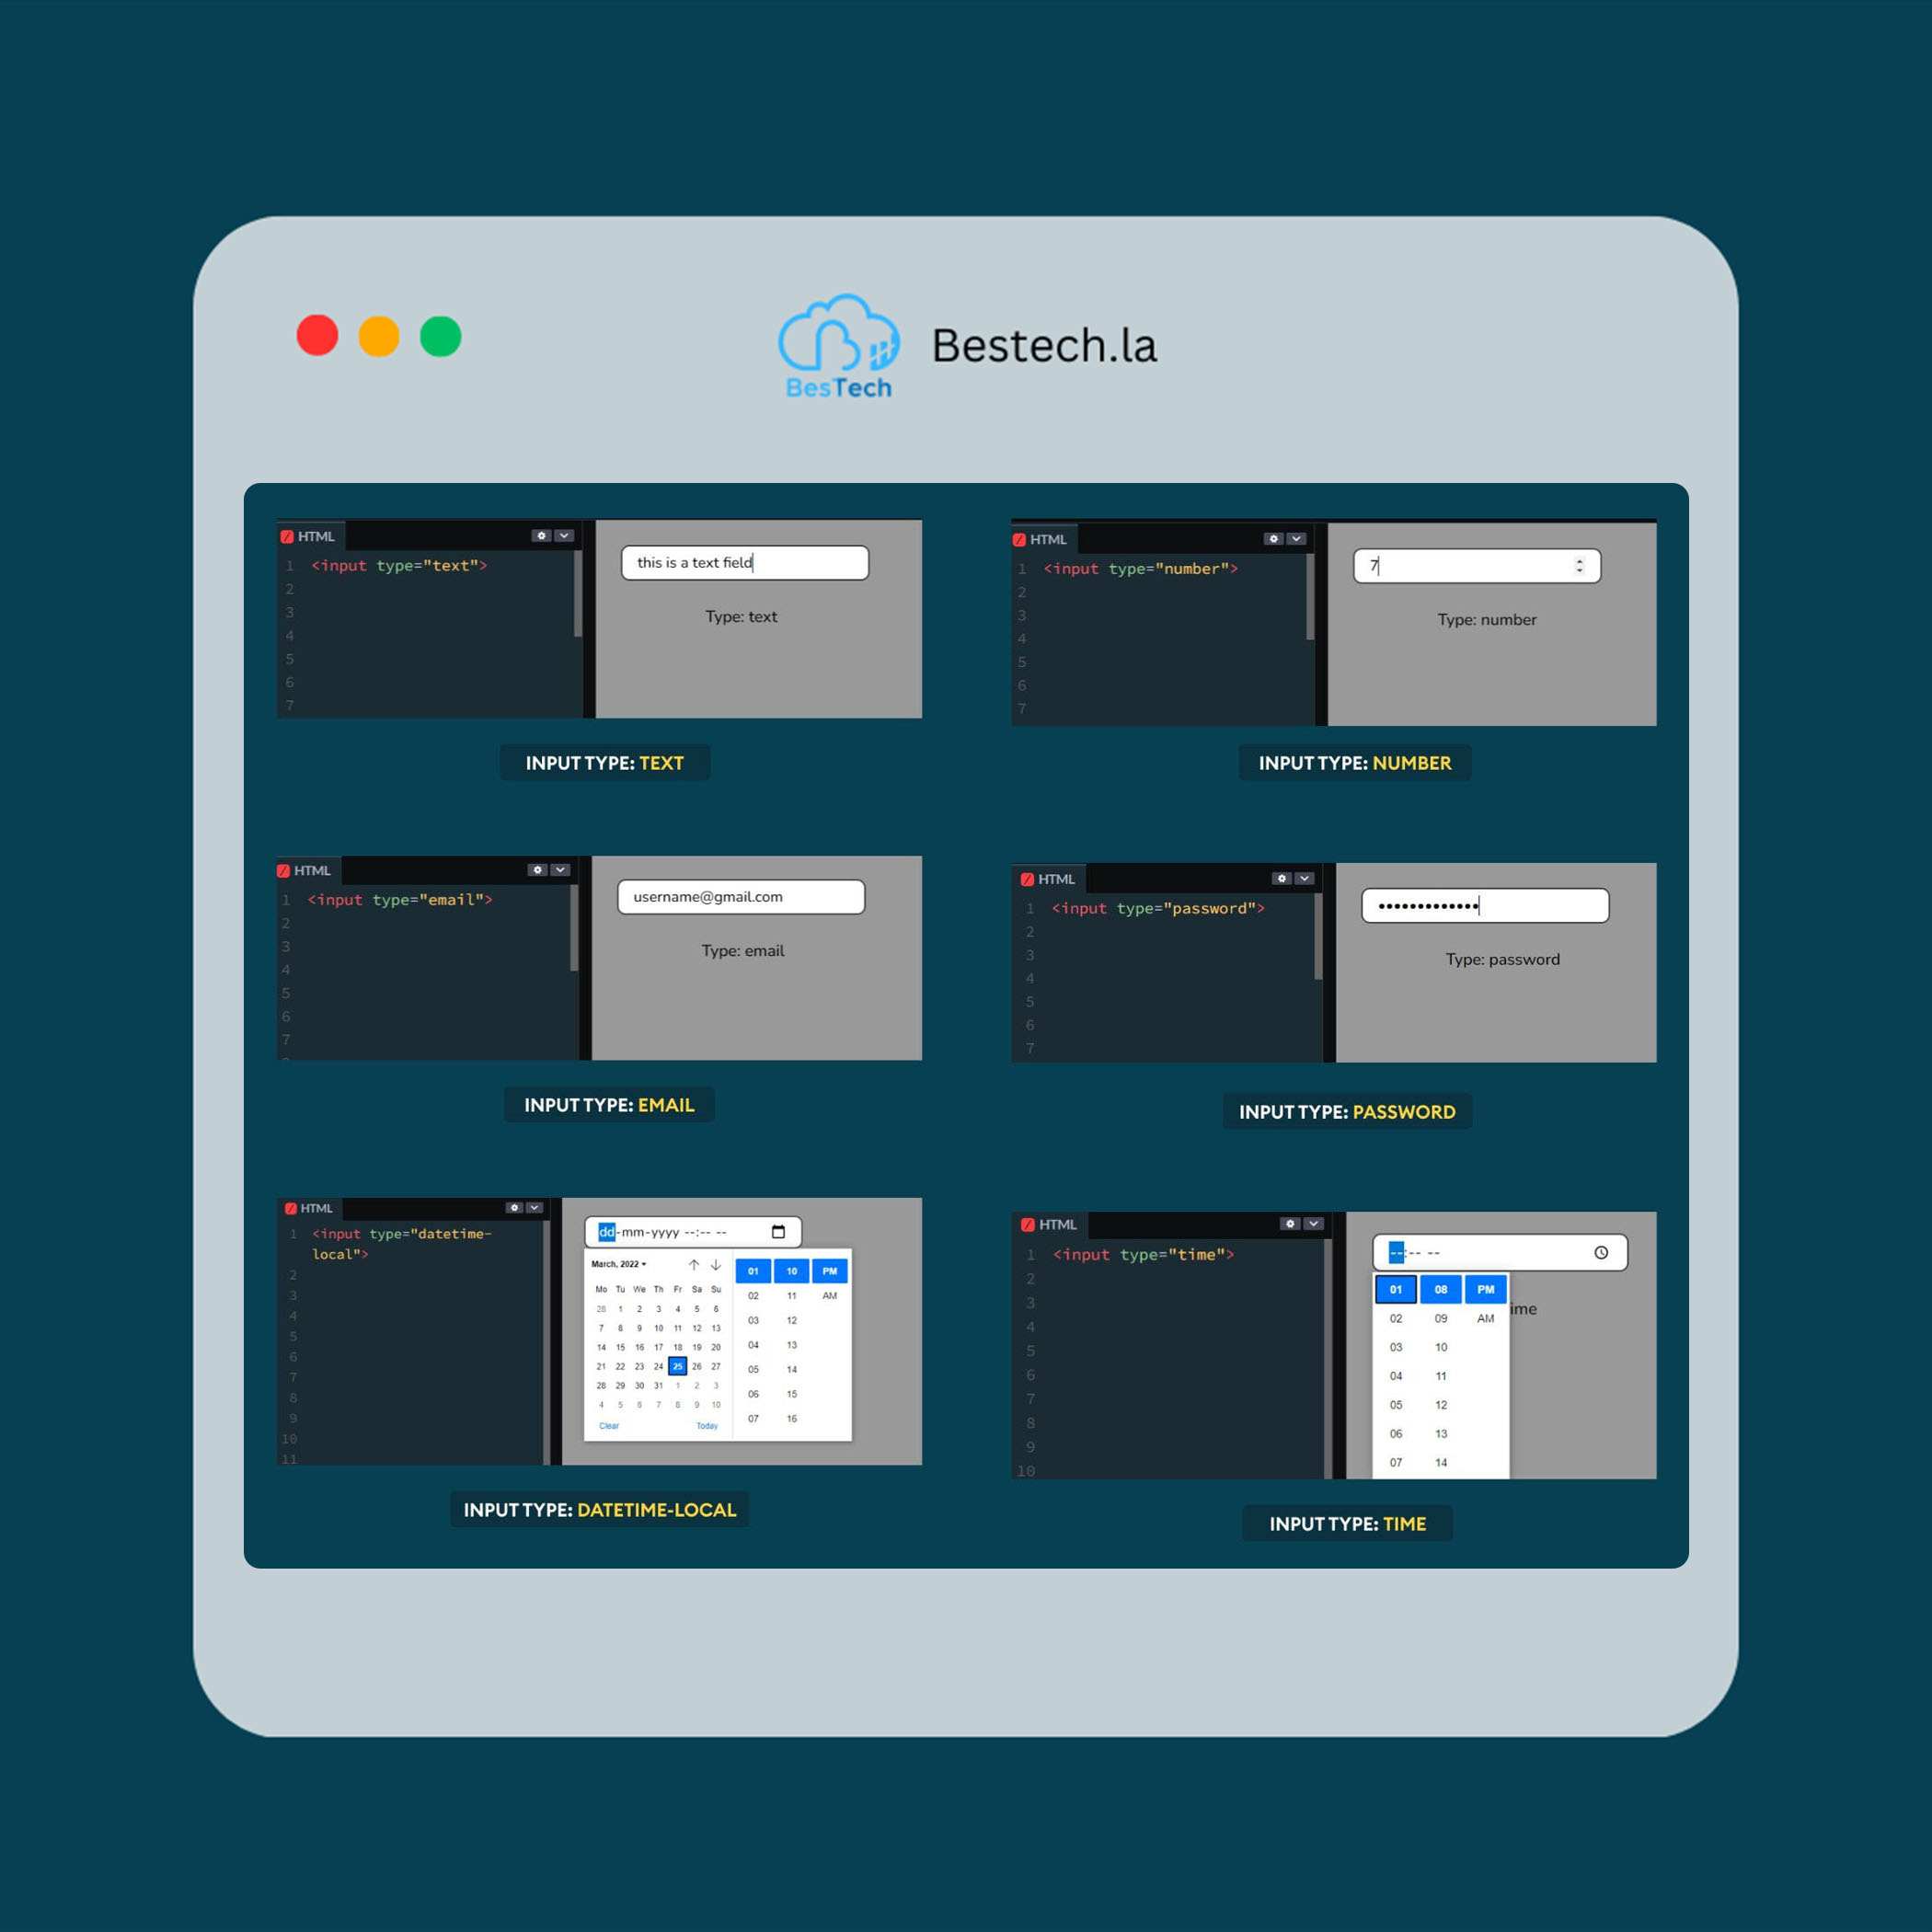 BesTech
Bestech.la
HTML
1 <input type="text">
2
3
4
5
6
7
this is a text field
Type: text
INPUT TYPE: TEXT
HTML
1 <input type="number">
2
3
4
5
6
7
7
Type: number
INPUT TYPE: NUMBER
HTML
1 <input type="email">
2
3
4
5
6
7
username@gmail.com
Type: email
INPUT TYPE: EMAIL
HTML
1 <input type="password">
2
3
4
5
6
7
•••••••••••••
Type: password
INPUT TYPE: PASSWORD
HTML
1 <input type="datetime-
local">
2
3
4
5
6
7
8
9
10
11
dd-mm-yyyy --:-- --
March, 2022
Mo Tu We Th Fr Sa Su
28 1 2 3 4 5 6
7 8 9 10 11 12 13
14 15 16 17 18 19 20
21 22 23 24 25 26 27
28 29 30 31 1 2 3
4 5 6 7 8 9 10
Clear Today
01 10 PM
02 11 AM
03 12
04 13
05 14
06 15
07 16
INPUT TYPE: DATETIME-LOCAL
HTML
1 <input type="time">
2
3
4
5
6
7
8
9
10
--:-- --
01 08 PM
02 09 AM
ime
03 10
04 11
05 12
06 13
07 14
INPUT TYPE: TIME